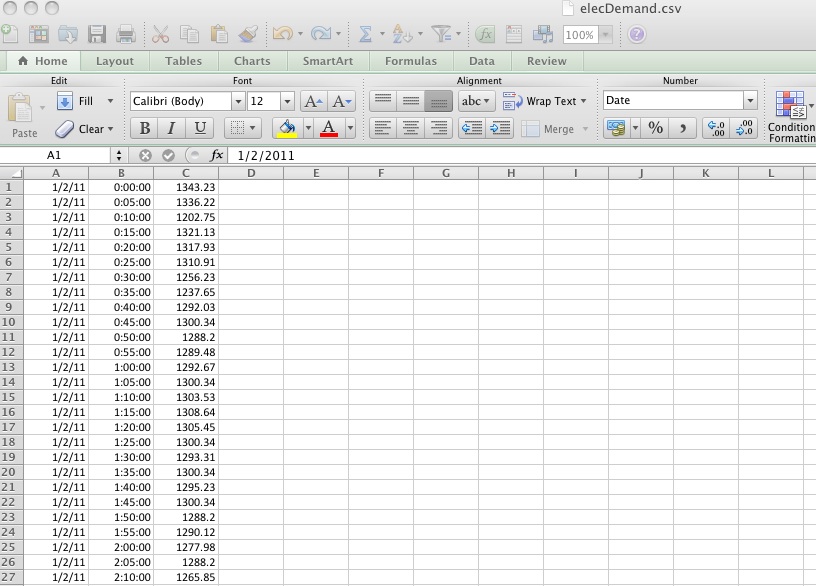 elecDemand.csv
100%
Home Layout Tables Charts SmartArt Formulas Data Review
Edit Font Alignment Number
Fill Calibri (Body) 12 A A abc Wrap Text Date
Paste Clear B I U A Merge % , .0 .00 .00 .0 Condition
Formattin
A1 fx 1/2/2011
A B C D E F G H I J K L
1 1/2/11 0:00:00 1343.23
2 1/2/11 0:05:00 1336.22
3 1/2/11 0:10:00 1202.75
4 1/2/11 0:15:00 1321.13
5 1/2/11 0:20:00 1317.93
6 1/2/11 0:25:00 1310.91
7 1/2/11 0:30:00 1256.23
8 1/2/11 0:35:00 1237.65
9 1/2/11 0:40:00 1292.03
10 1/2/11 0:45:00 1300.34
11 1/2/11 0:50:00 1288.2
12 1/2/11 0:55:00 1289.48
13 1/2/11 1:00:00 1292.67
14 1/2/11 1:05:00 1300.34
15 1/2/11 1:10:00 1303.53
16 1/2/11 1:15:00 1308.64
17 1/2/11 1:20:00 1305.45
18 1/2/11 1:25:00 1300.34
19 1/2/11 1:30:00 1293.31
20 1/2/11 1:35:00 1300.34
21 1/2/11 1:40:00 1295.23
22 1/2/11 1:45:00 1300.34
23 1/2/11 1:50:00 1288.2
24 1/2/11 1:55:00 1290.12
25 1/2/11 2:00:00 1277.98
26 1/2/11 2:05:00 1288.2
27 1/2/11 2:10:00 1265.85